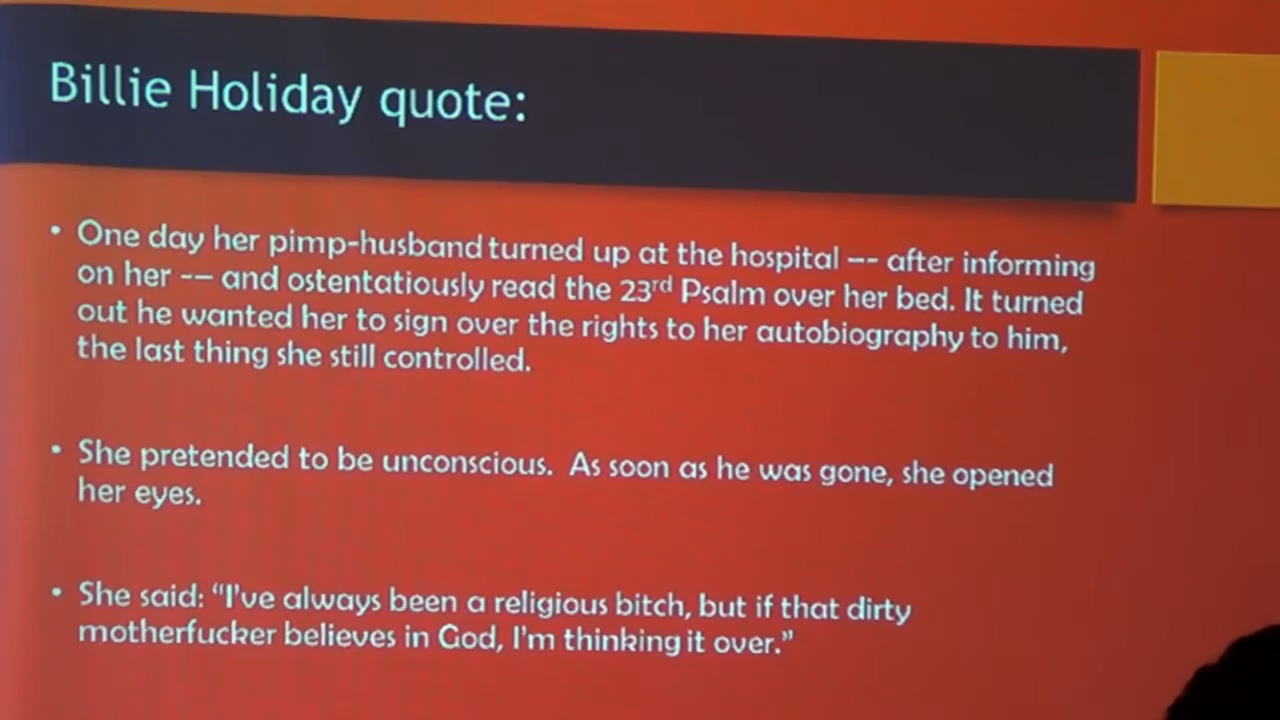 Billie Holiday quote:
• One day her pimp-husband turned up at the hospital -- after informing
on her -- and ostentatiously read the 23rd Psalm over her bed. It turned
out he wanted her to sign over the rights to her autobiography to him,
the last thing she still controlled.
• She pretended to be unconscious. As soon as he was gone, she opened
her eyes.
• She said: “I’ve always been a religious bitch, but if that dirty
motherfucker believes in God, I’m thinking it over.”